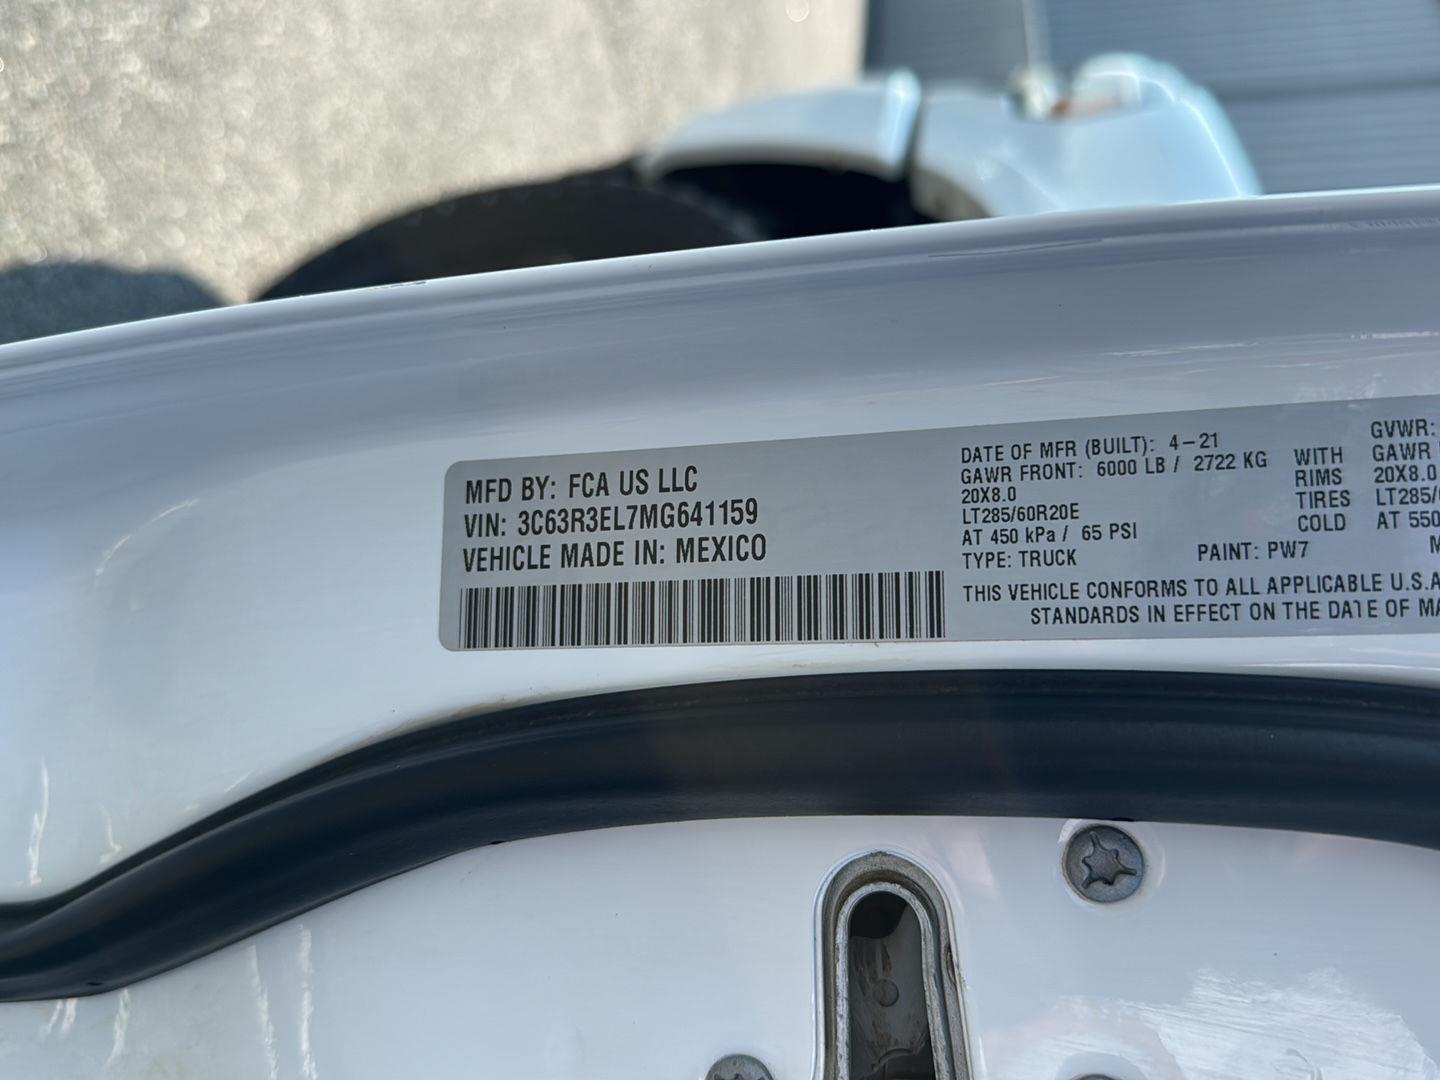 MFD BY: FCA US LLC
VIN: 3C63R3EL7MG641159
VEHICLE MADE IN: MEXICO
DATE OF MFR (BUILT): 4-21
GAWR FRONT: 6000 LB / 2722 KG
20X8.0
LT285/60R20E
AT 450 kPa / 65 PSI
TYPE: TRUCK
PAINT: PW7
WITH
RIMS
TIRES
COLD
GVWR:
GAWR
20X8.0
LT285/
AT 550
THIS VEHICLE CONFORMS TO ALL APPLICABLE U.S.A
STANDARDS IN EFFECT ON THE DATE OF